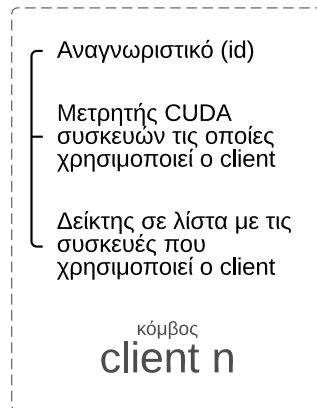 Αναγνωριστικό (id)
Μετρητής CUDA
συσκευών τις οποίες
χρησιμοποιεί ο client
Δείκτης σε λίστα με τις
συσκευές που
χρησιμοποιεί ο client
κόμβος
client n